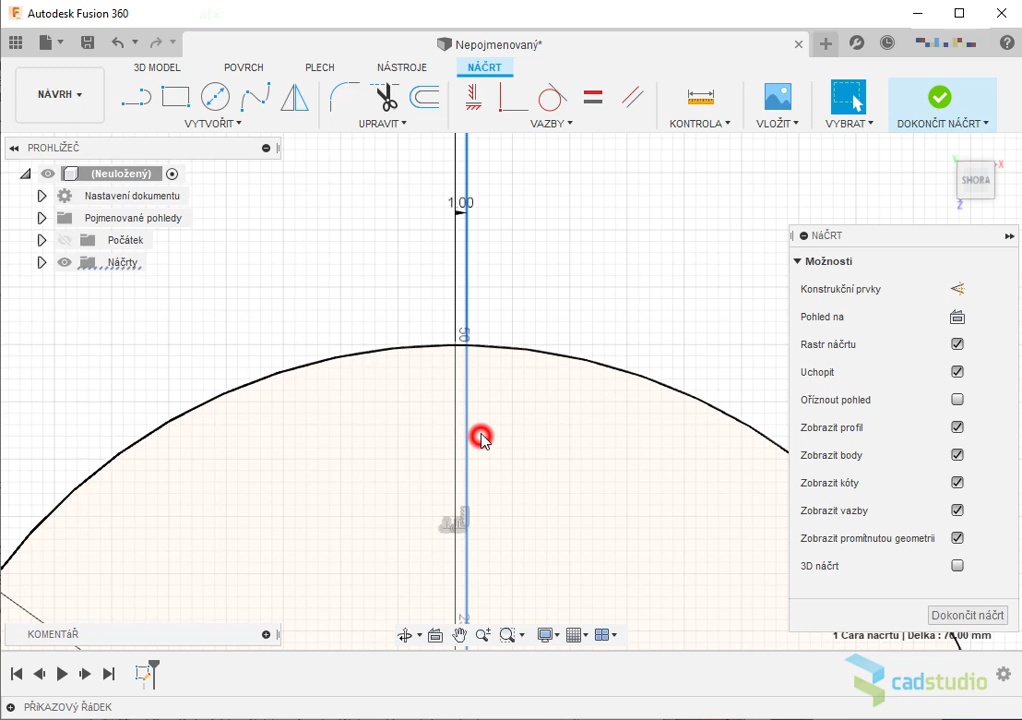 Autodesk Fusion 360
Nepojmenovaný*
3D MODEL POVRCH PLECH NÁSTROJE NÁČRT
NÁVRH
VYTVOŘIT UPRAVIT VAZBY KONTROLA VLOŽIT VYBRAT DOKONČIT NÁČRT
PROHLÍŽEČ
(Neuložený)
Nastavení dokumentu
Pojmenované pohledy
Počátek
Náčrty
1.00
50
SHORA
X
Z
NÁČRT
Možnosti
Konstrukční prvky
Pohled na
Rastr náčrtu
Uchopit
Oříznout pohled
Zobrazit profil
Zobrazit body
Zobrazit kóty
Zobrazit vazby
Zobrazit promítnutou geometrii
3D náčrt
Dokončit náčrt
KOMENTÁŘ
1 Čára náčrtu | Délka : 70.00 mm
cadstudio
PŘÍKAZOVÝ ŘÁDEK